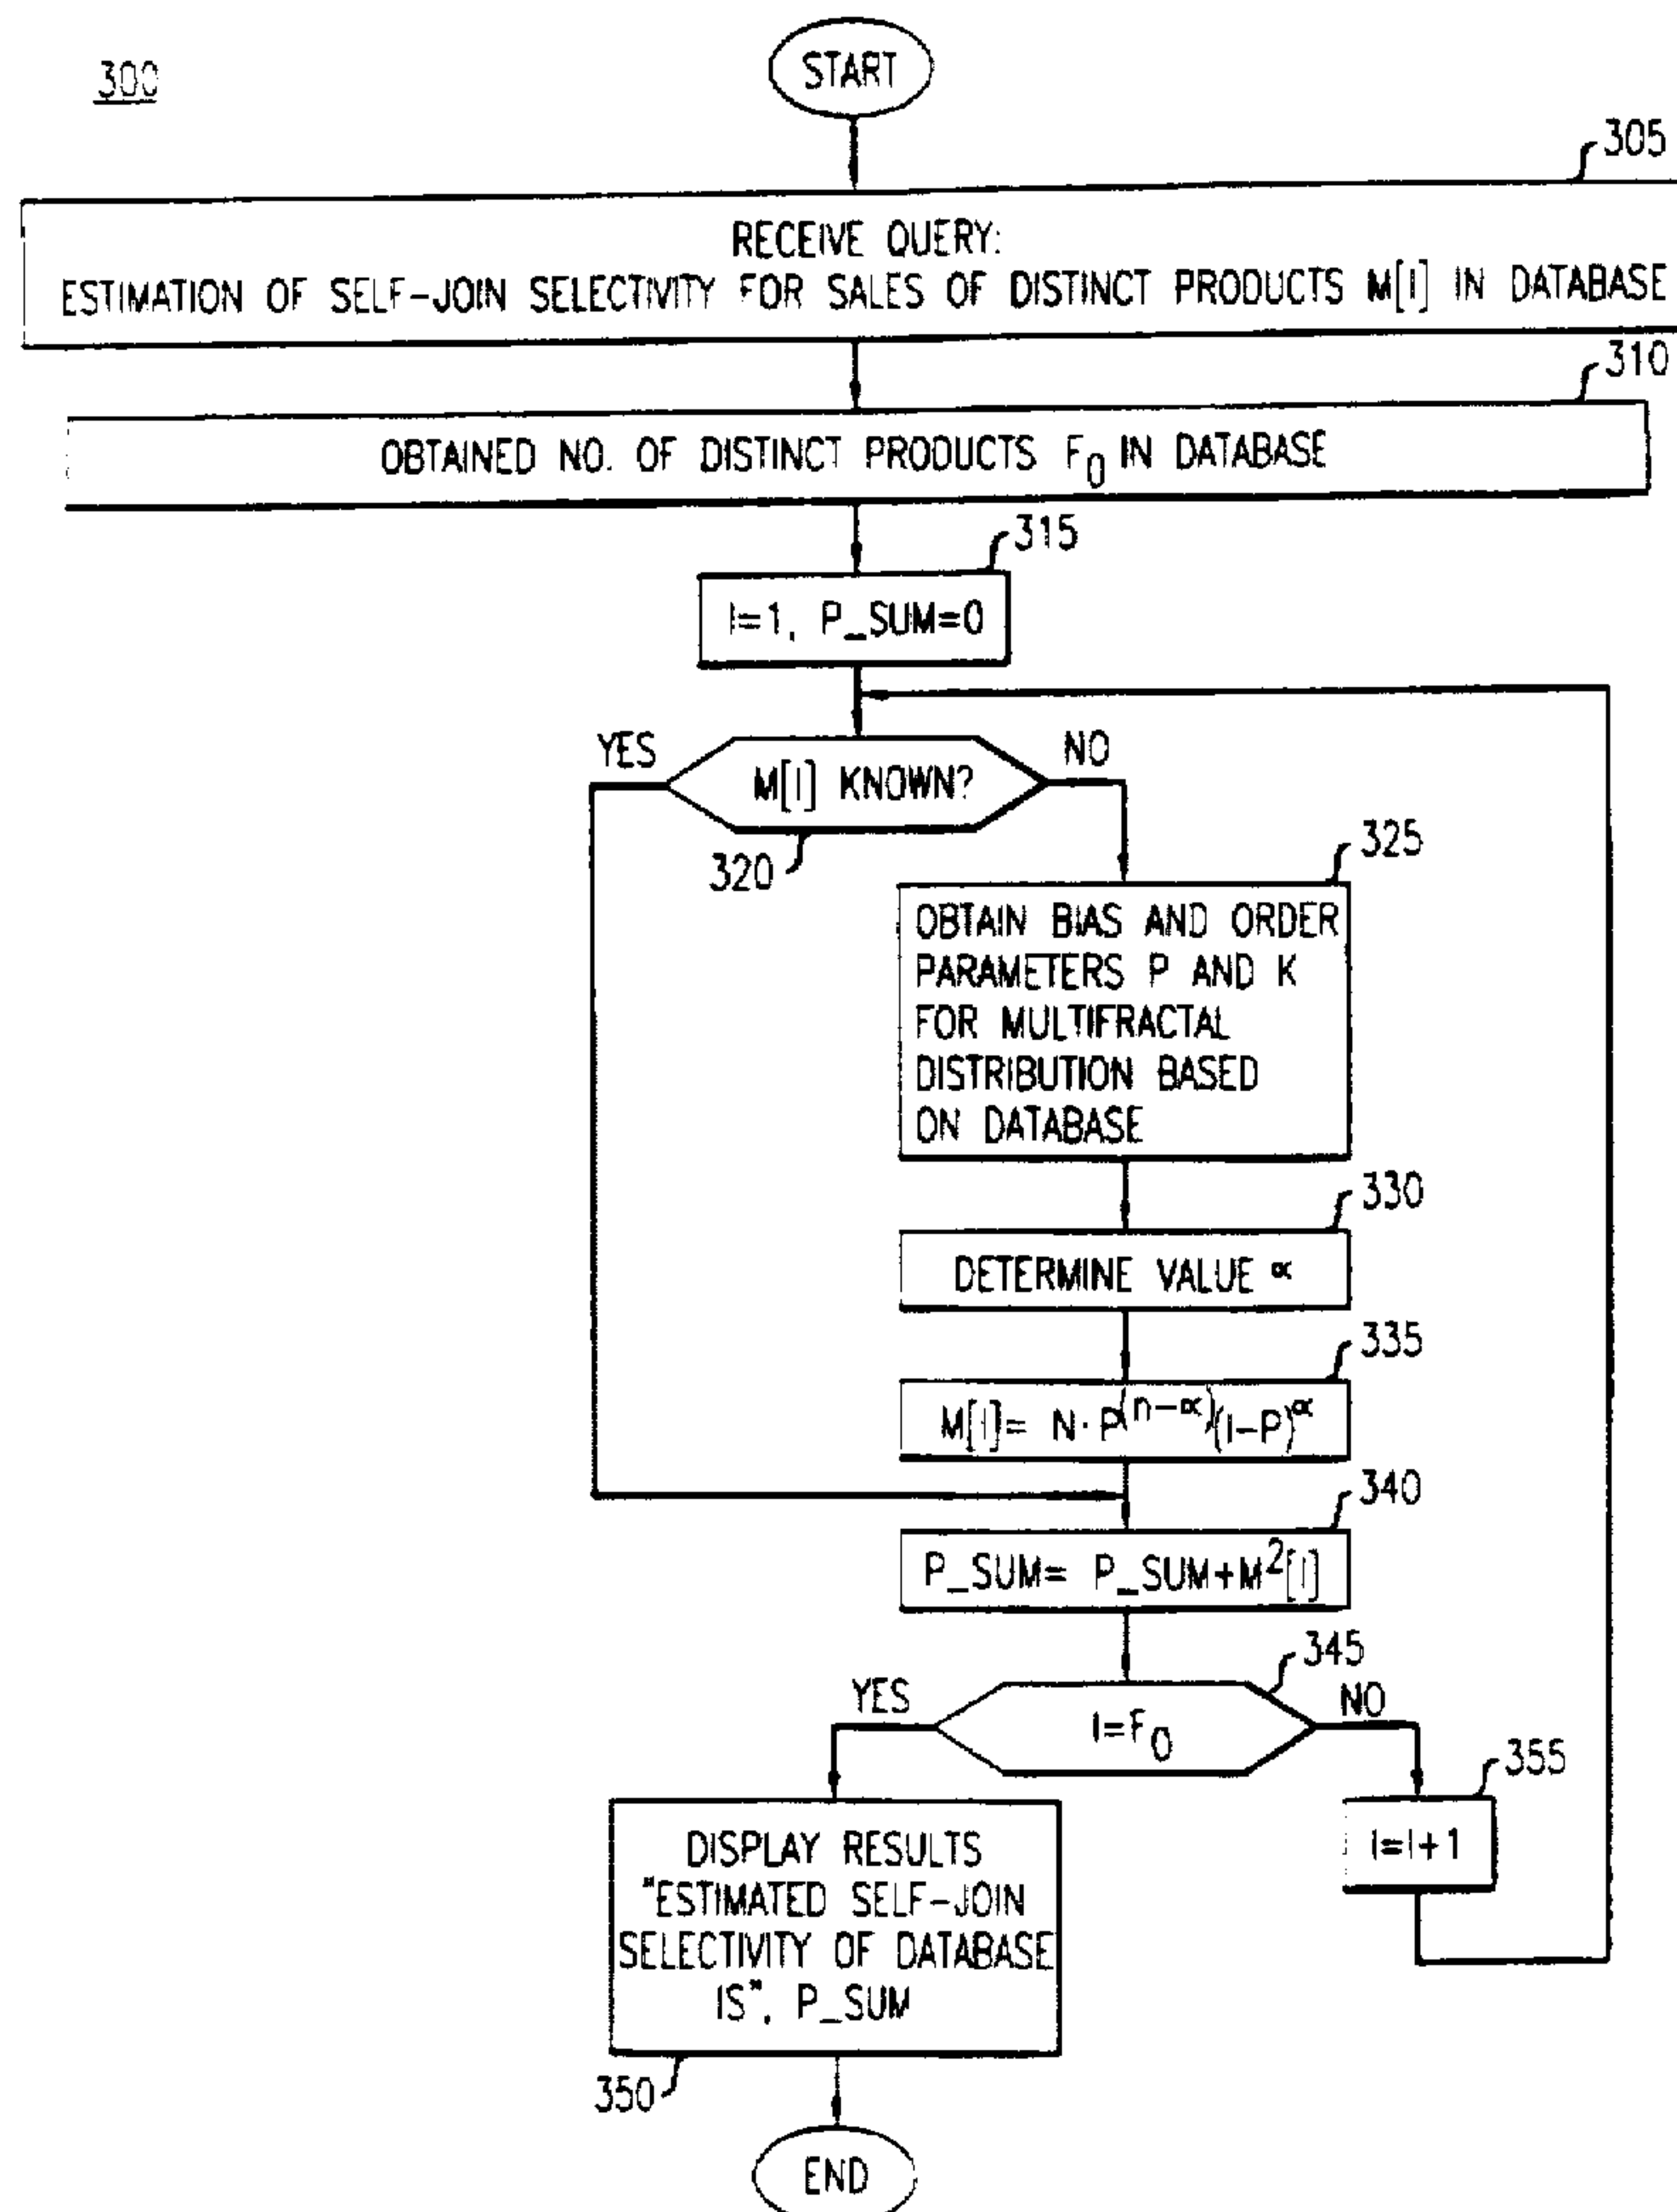 300
START
305
RECEIVE QUERY:
ESTIMATION OF SELF-JOIN SELECTIVITY FOR SALES OF DISTINCT PRODUCTS M[I] IN DATABASE
310
OBTAINED NO. OF DISTINCT PRODUCTS F₀ IN DATABASE
315
I=1, P_SUM=0
YES
M[I] KNOWN?
NO
320
325
OBTAIN BIAS AND ORDER
PARAMETERS P AND K
FOR MULTIFRACTAL
DISTRIBUTION BASED
ON DATABASE
330
DETERMINE VALUE ∝
335
M[I]= N·P^(n-∝)(1-P)^∝
340
P_SUM= P_SUM+M²[I]
345
YES
I=F₀
NO
355
I=I+1
DISPLAY RESULTS
"ESTIMATED SELF-JOIN
SELECTIVITY OF DATABASE
IS", P_SUM
350
END